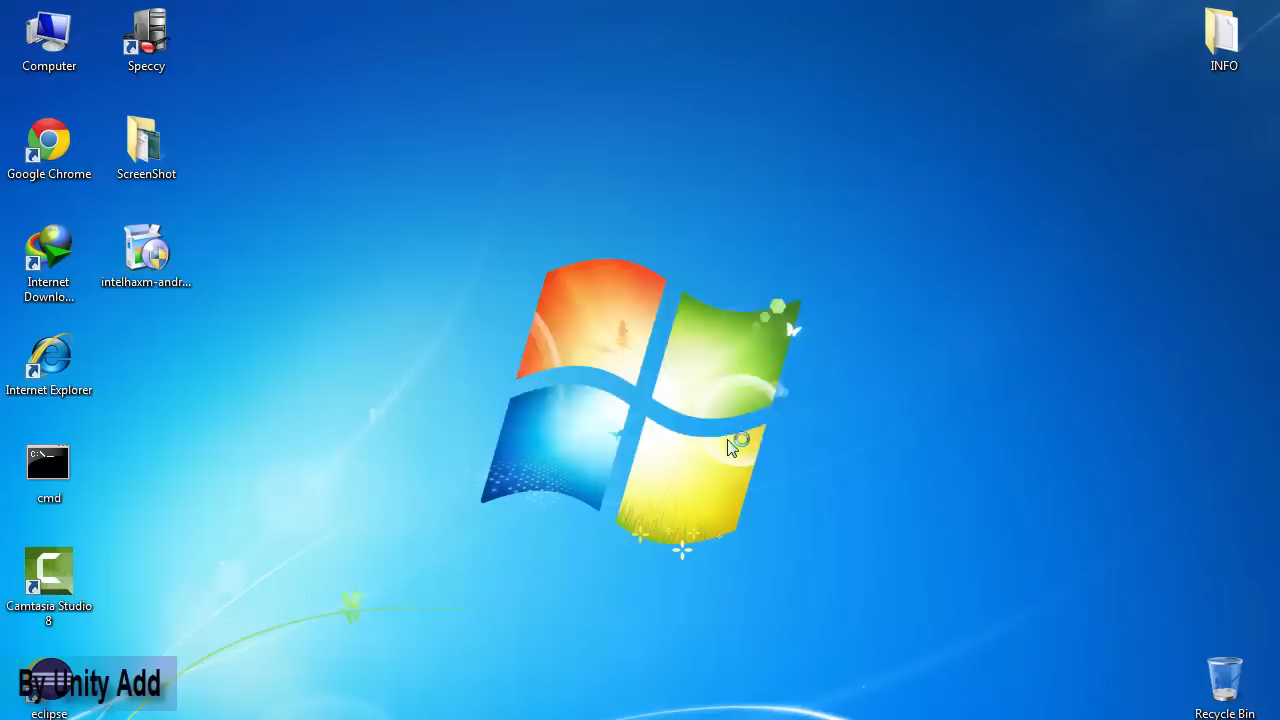 Computer
Speccy
INFO
Google Chrome
ScreenShot
Internet
Downlo...
intelhaxm-andr...
Internet Explorer
C:\_
cmd
Camtasia Studio
8
By Unity Add
eclipse
Recycle Bin